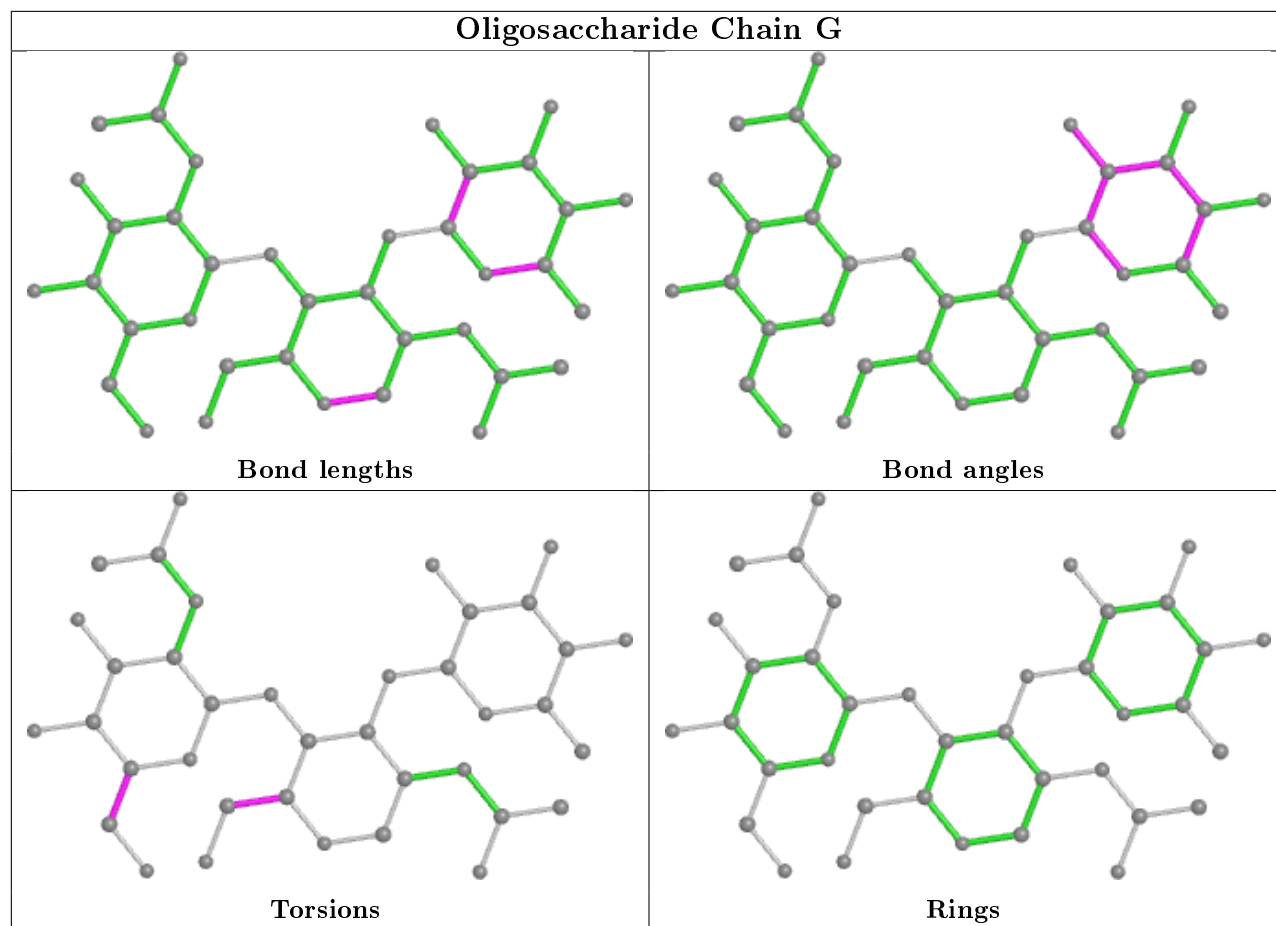 Oligosaccharide Chain G
Bond lengths
Bond angles
Torsions
Rings